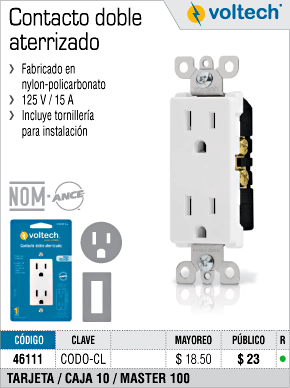 Contacto doble
aterrizado
voltech®
Fabricado en
nylon-policarbonato
125 V / 15 A
Incluye tornillería
para instalación
NOM-ANCE
voltech
Contacto doble aterrizado
1
CÓDIGO CLAVE MAYOREO PÚBLICO R
46111 CODO-CL $ 18.50 $ 23
TARJETA / CAJA 10 / MASTER 100